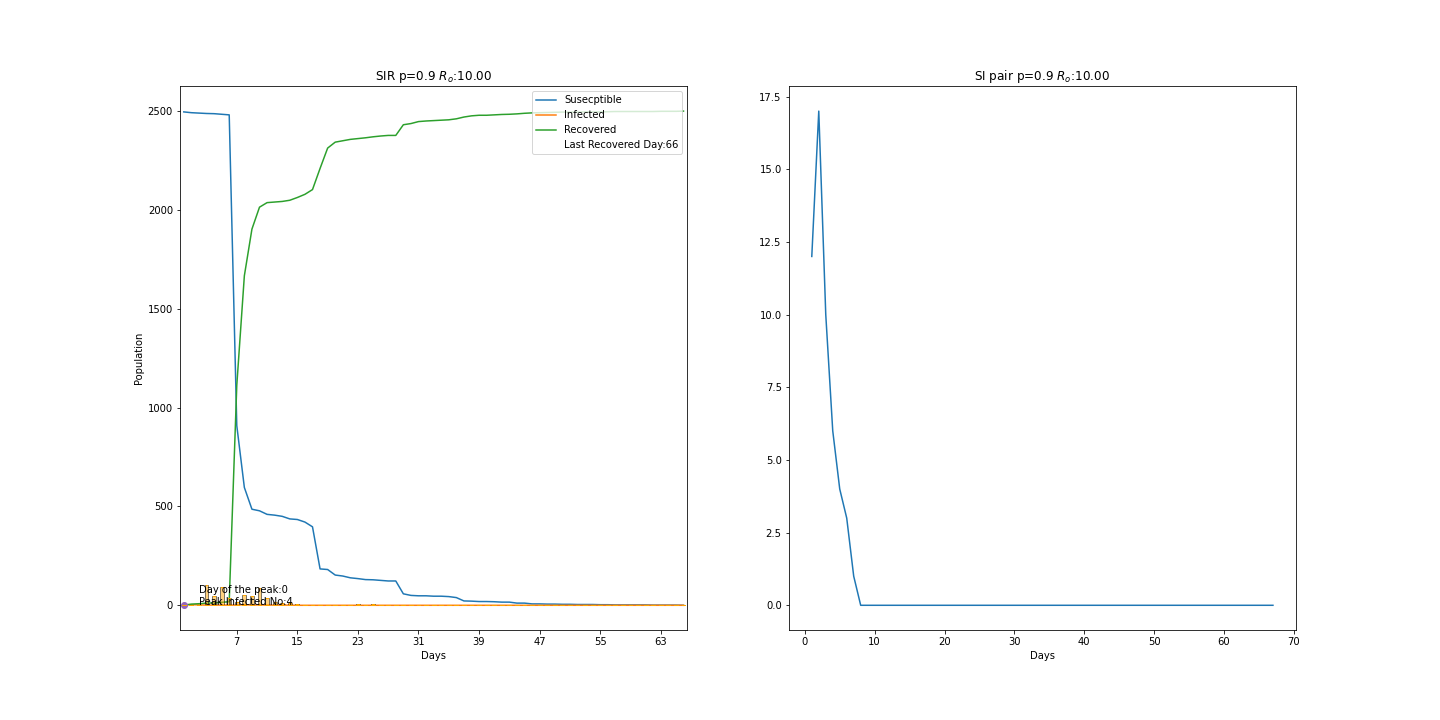 SIR p=0.9 Rₒ:10.00
2500
2000
1500
1000
500
0
Population
Susecptible
Infected
Recovered
Last Recovered Day:66
Day of the peak:0
Peak Infected No:4
7 15 23 31 39 47 55 63
Days
SI pair p=0.9 Rₒ:10.00
17.5
15.0
12.5
10.0
7.5
5.0
2.5
0.0
0 10 20 30 40 50 60 70
Days